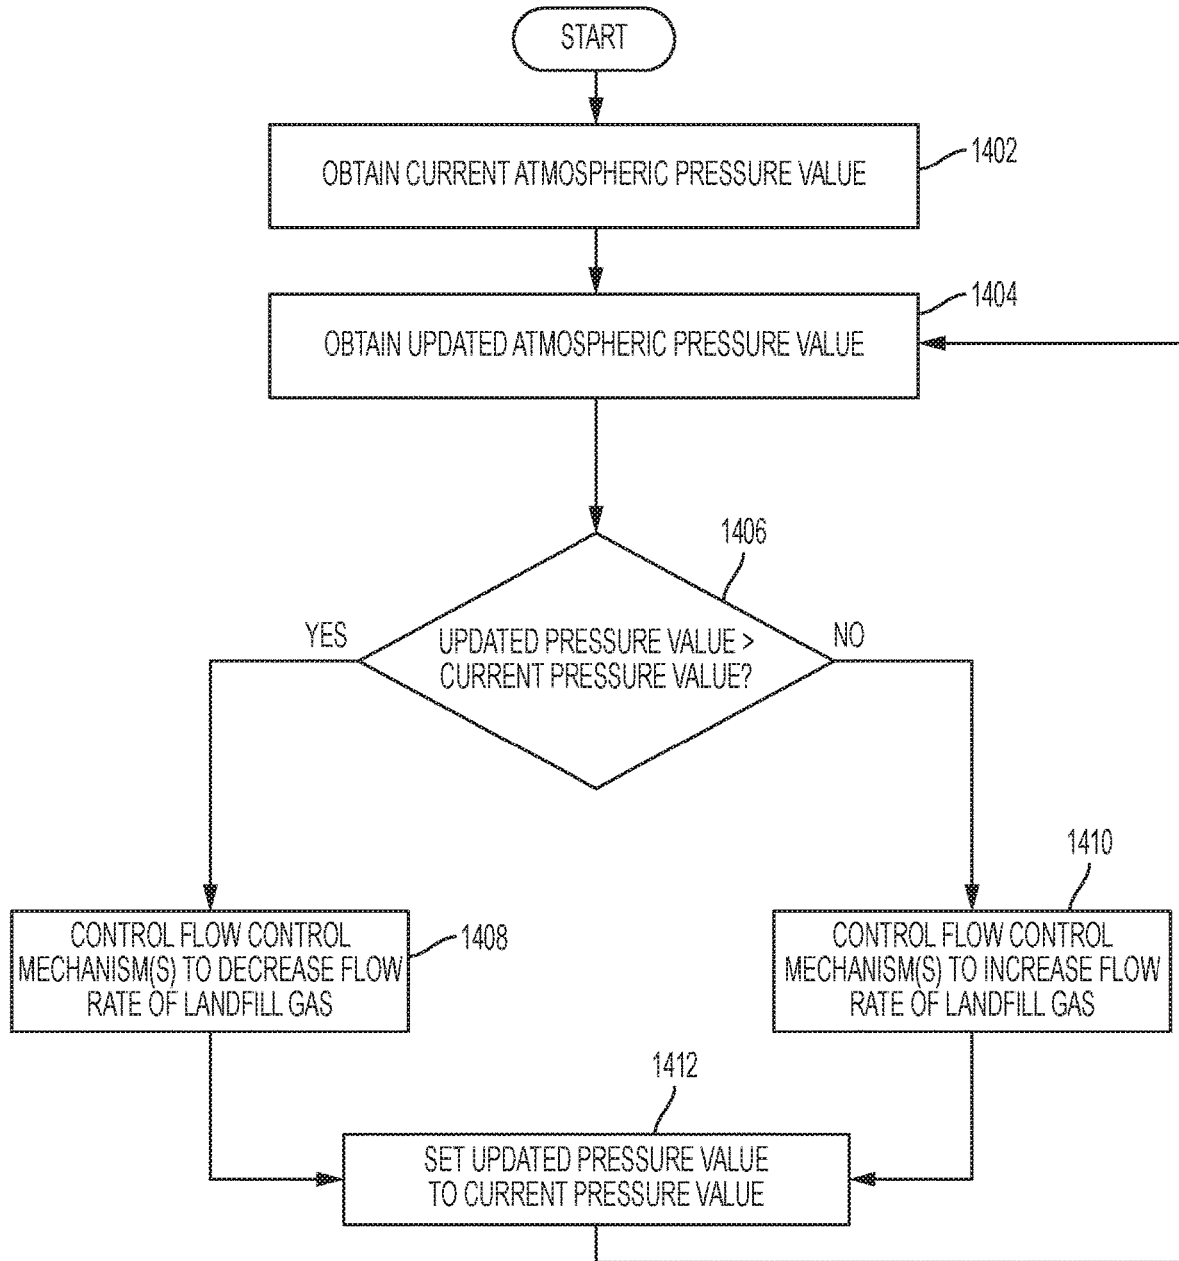 START
OBTAIN CURRENT ATMOSPHERIC PRESSURE VALUE
1402
OBTAIN UPDATED ATMOSPHERIC PRESSURE VALUE
1404
1406
YES
UPDATED PRESSURE VALUE >
CURRENT PRESSURE VALUE?
NO
CONTROL FLOW CONTROL
MECHANISM(S) TO DECREASE FLOW
RATE OF LANDFILL GAS
1408
1410
CONTROL FLOW CONTROL
MECHANISM(S) TO INCREASE FLOW
RATE OF LANDFILL GAS
1412
SET UPDATED PRESSURE VALUE
TO CURRENT PRESSURE VALUE